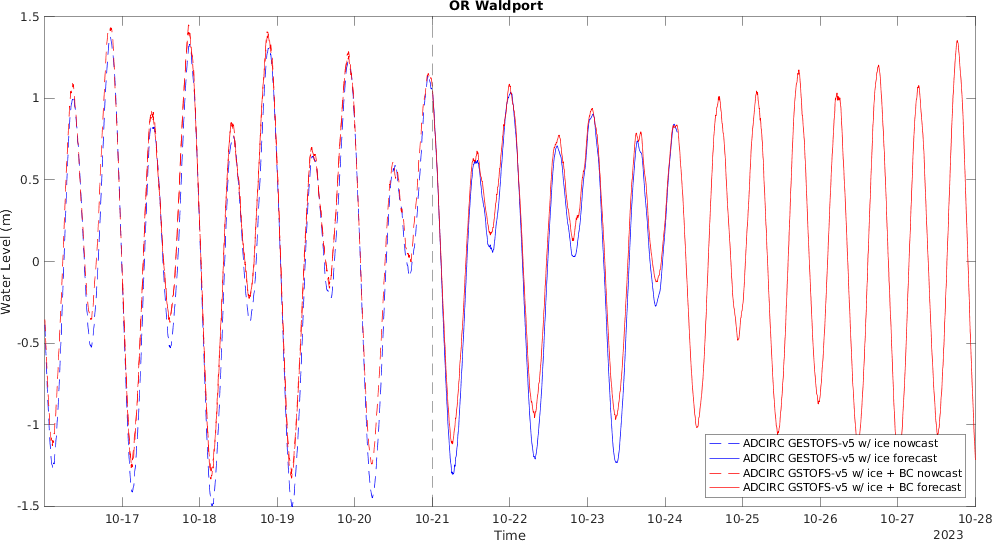 OR Waldport
1.5
1
0.5
0
-0.5
-1
-1.5
Water Level (m)
10-17 10-18 10-19 10-20 10-21 10-22 10-23 10-24 10-25 10-26 10-27 10-28
Time
2023
ADCIRC GESTOFS-v5 w/ ice nowcast
ADCIRC GESTOFS-v5 w/ ice forecast
ADCIRC GSTOFS-v5 w/ ice + BC nowcast
ADCIRC GSTOFS-v5 w/ ice + BC forecast